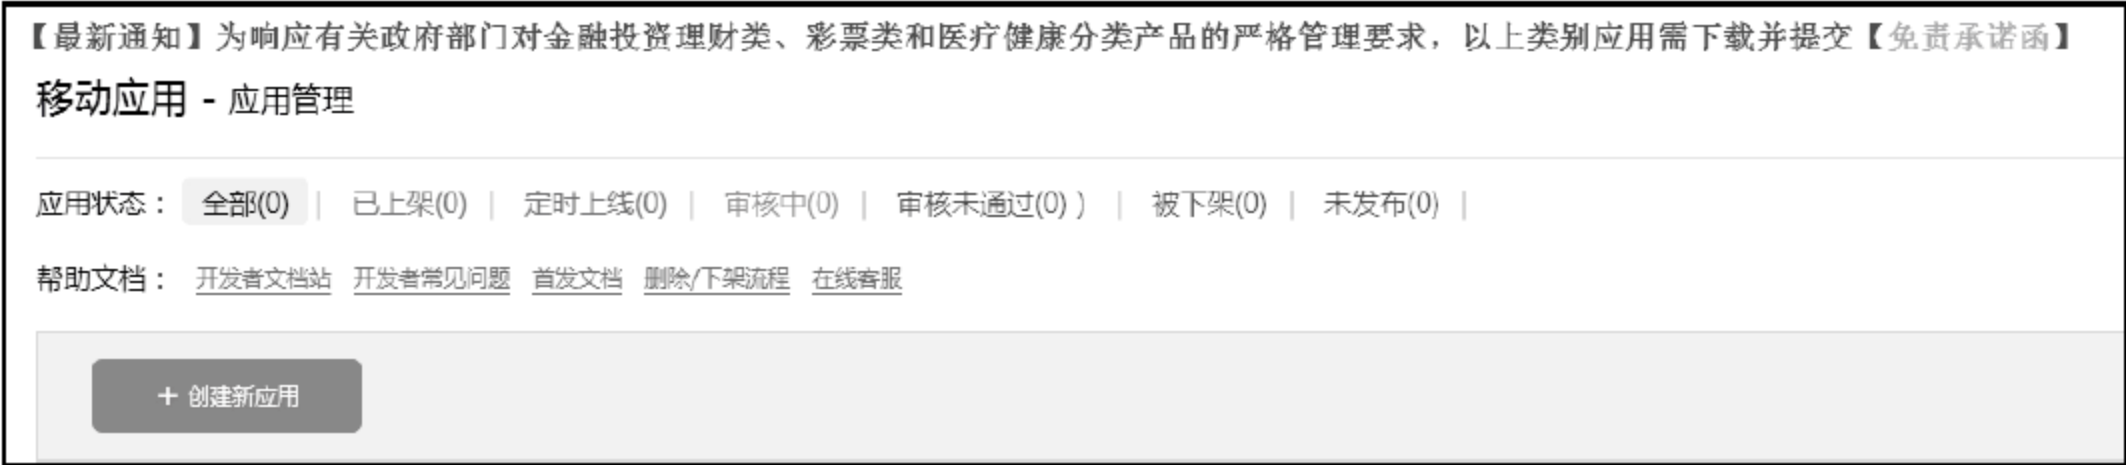 【最新通知】为响应有关政府部门对金融投资理财类、彩票类和医疗健康分类产品的严格管理要求，以上类别应用需下载并提交【免责承诺函】
移动应用 - 应用管理
应用状态： 全部(0) | 已上架(0) | 定时上线(0) | 审核中(0) | 审核未通过(0) ） | 被下架(0) | 未发布(0) |
帮助文档： 开发者文档站 开发者常见问题 首发文档 删除/下架流程 在线客服
+ 创建新应用